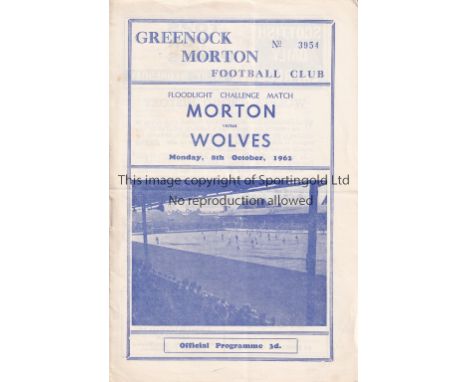 GREENOCK
MORTON
FOOTBALL CLUB
№ 3954
FLOODLIGHT CHALLENGE MATCH
MORTON
versus
WOLVES
Monday, 8th October, 1962
This image copyright of Sportingold Ltd
No reproduction allowed
Official Programme 3d.